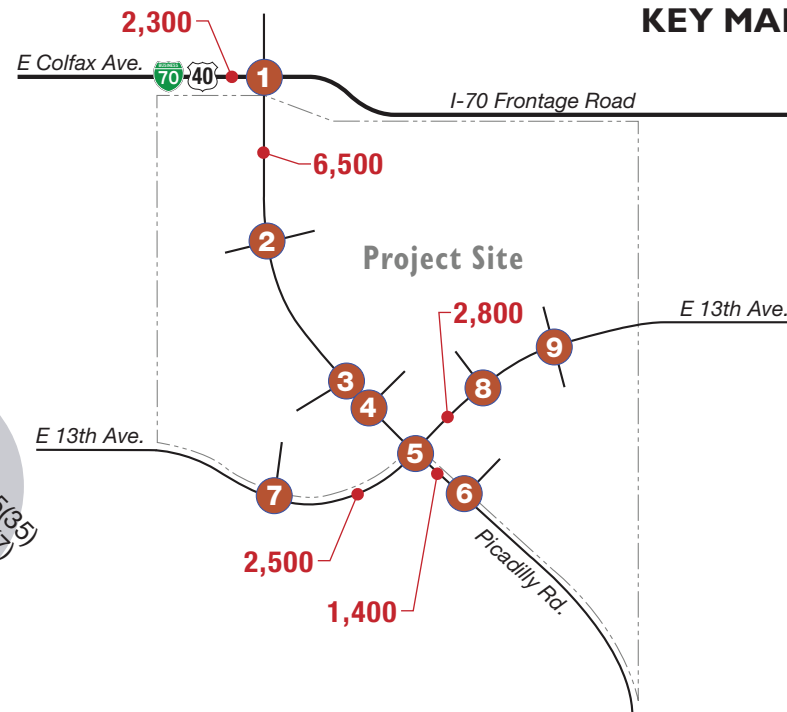 2,300
KEY MA
E Colfax Ave.
70
40
1
I-70 Frontage Road
6,500
2
Project Site
2,800
E 13th Ave.
9
3
8
4
E 13th Ave.
5
7
6
(35)
2,500
Picadilly Rd.
1,400